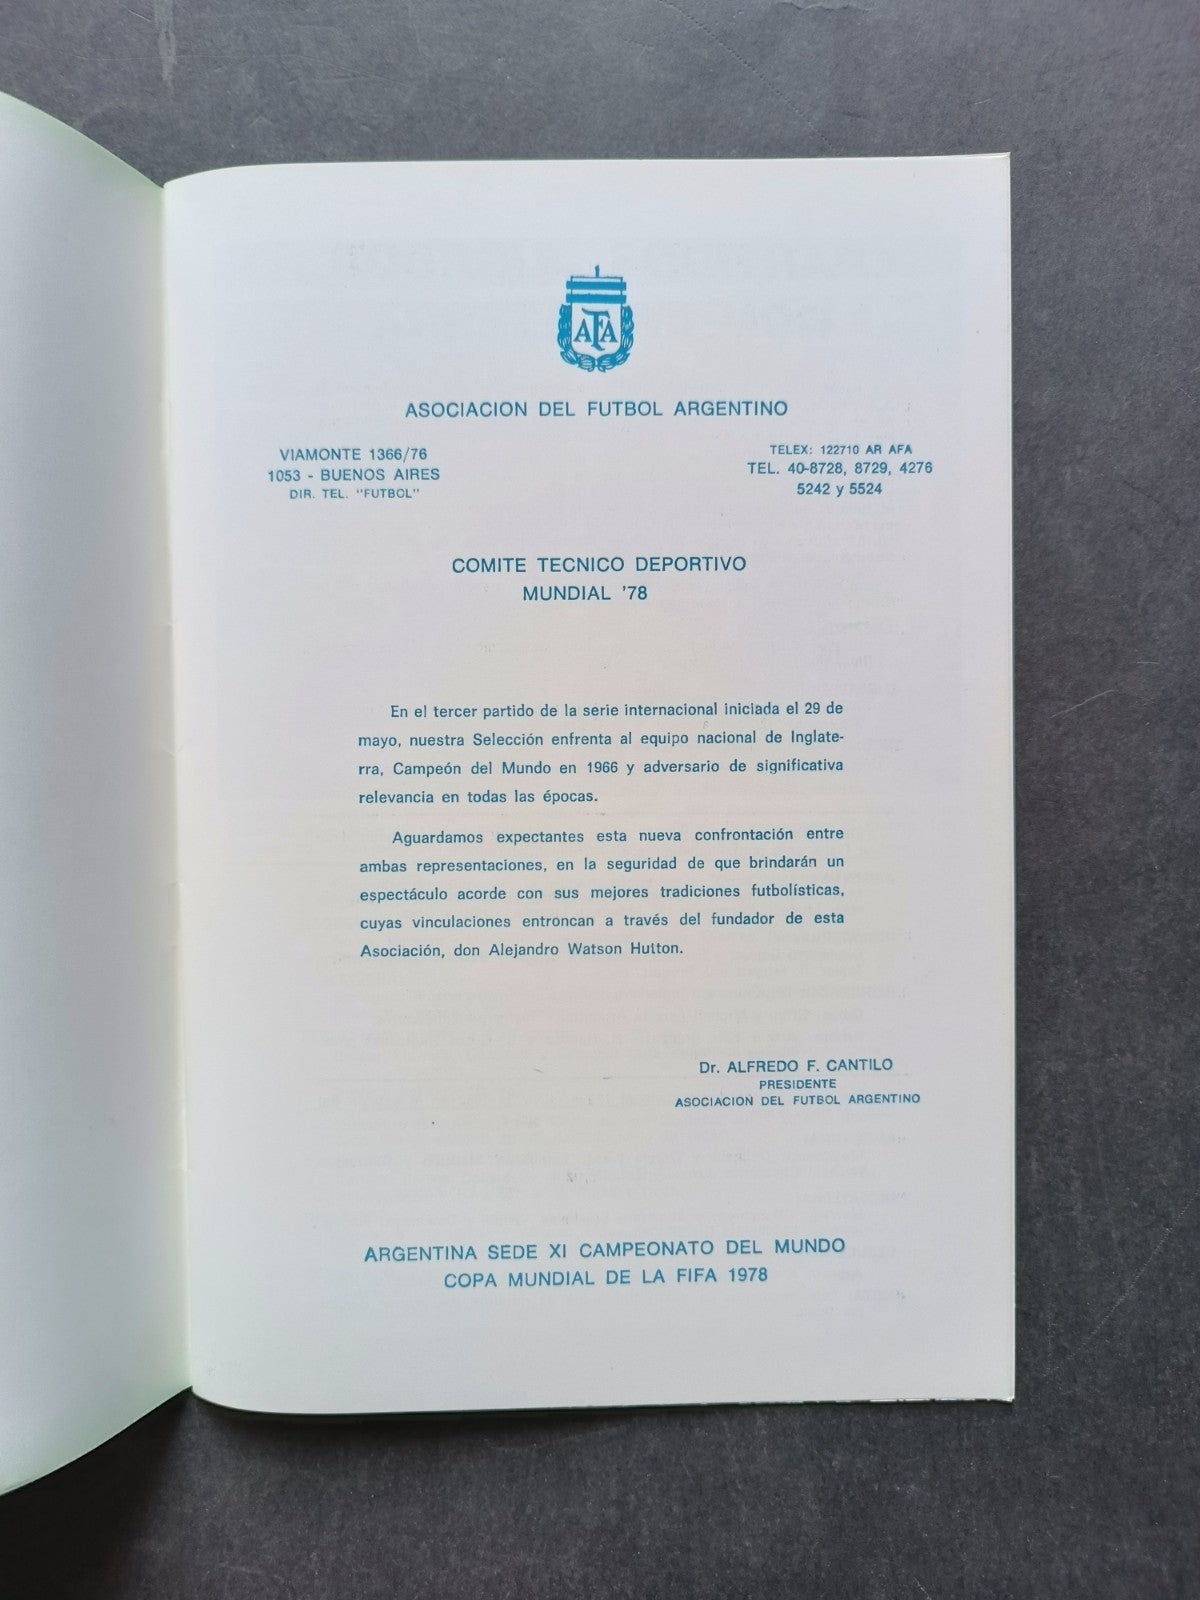 AFA
ASOCIACION DEL FUTBOL ARGENTINO
VIAMONTE 1366/76
1053 - BUENOS AIRES
DIR. TEL. "FUTBOL"
TELEX: 122710 AR AFA
TEL. 40-8728, 8729, 4276
5242 y 5524
COMITE TECNICO DEPORTIVO
MUNDIAL '78
En el tercer partido de la serie internacional iniciada el 29 de
mayo, nuestra Selección enfrenta al equipo nacional de Inglate-
rra, Campeón del Mundo en 1966 y adversario de significativa
relevancia en todas las épocas.
Aguardamos expectantes esta nueva confrontación entre
ambas representaciones, en la seguridad de que brindarán un
espectáculo acorde con sus mejores tradiciones futbolísticas,
cuyas vinculaciones entroncan a través del fundador de esta
Asociación, don Alejandro Watson Hutton.
Dr. ALFREDO F. CANTILO
PRESIDENTE
ASOCIACION DEL FUTBOL ARGENTINO
ARGENTINA SEDE XI CAMPEONATO DEL MUNDO
COPA MUNDIAL DE LA FIFA 1978